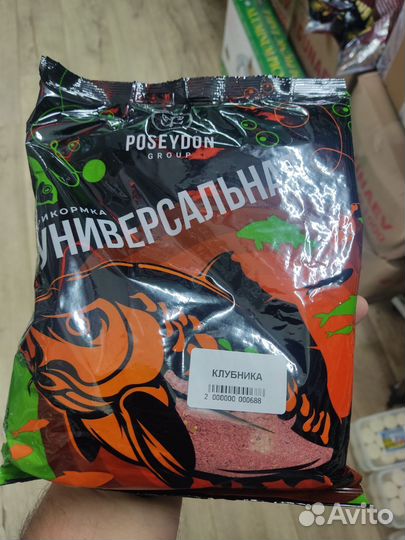 POSEYDON
GROUP
ПРИКОРМКА
УНИВЕРСАЛЬНАЯ
КЛУБНИКА
2 000000 000688
Avito